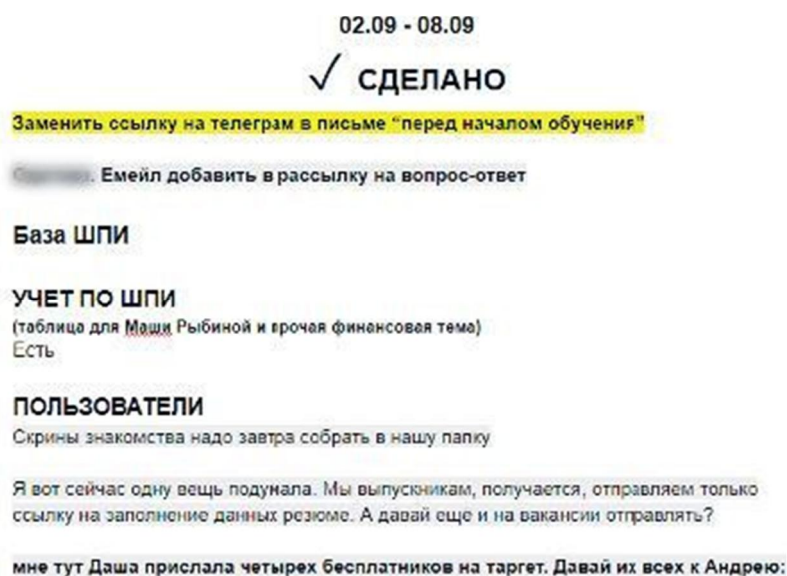 02.09 - 08.09
✓ СДЕЛАНО
Заменить ссылку на телеграм в письме “перед началом обучения”
. Емейл добавить в рассылку на вопрос-ответ
База ШПИ
УЧЕТ ПО ШПИ
(таблица для Маши Рыбиной и прочая финансовая тема)
Есть
ПОЛЬЗОВАТЕЛИ
Скрины знакомства надо завтра собрать в нашу папку
Я вот сейчас одну вещь подумала. Мы выпускникам, получается, отправляем только
ссылку на заполнение данных резюме. А давай еще и на вакансии отправлять?
мне тут Даша прислала четырех бесплатников на таргет. Давай их всех к Андрею: